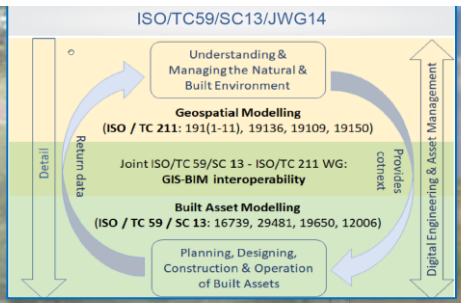 ISO/TC59/SC13/JWG14
Understanding &
Managing the Natural &
Built Environment
Geospatial Modelling
(ISO / TC 211: 191(1-11), 19136, 19109, 19150)
Detail
Return data
Joint ISO/TC 59/SC 13 - ISO/TC 211 WG:
GIS-BIM interoperability
Provides
cotnext
Digital Engineering & Asset Management
Built Asset Modelling
(ISO / TC 59 / SC 13: 16739, 29481, 19650, 12006)
Planning, Designing,
Construction & Operation
of Built Assets